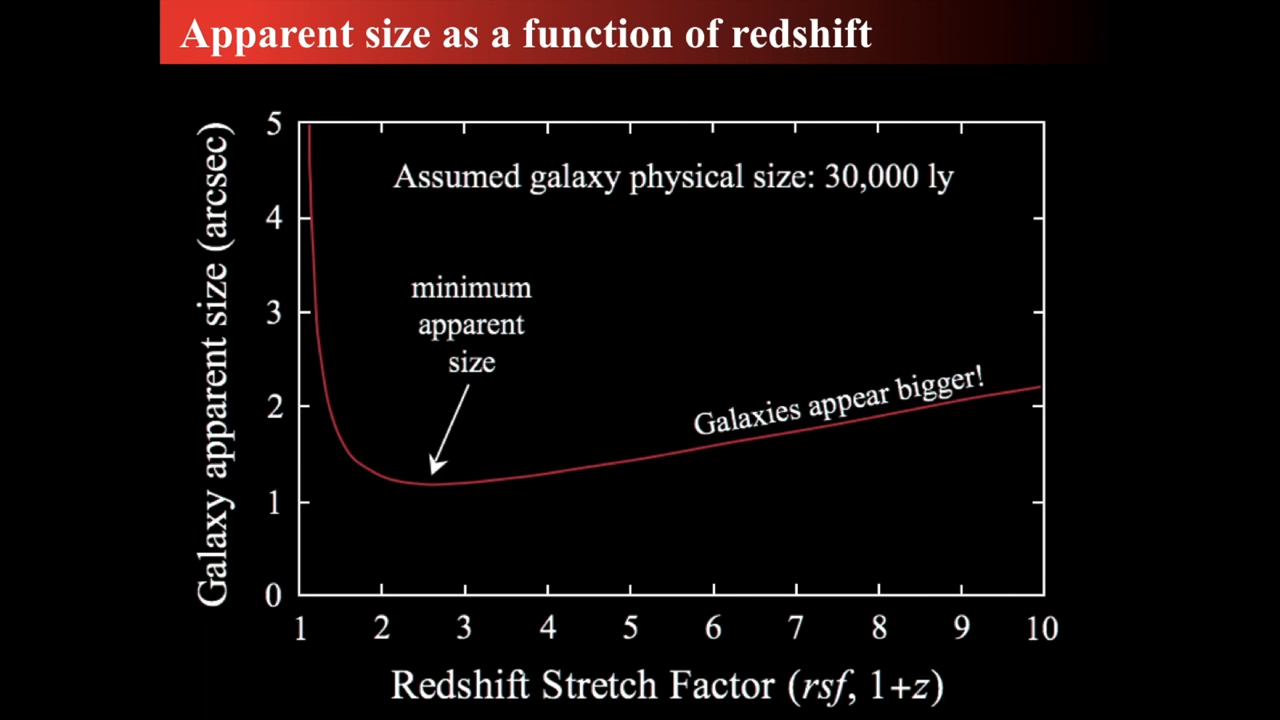 Apparent size as a function of redshift
Galaxy apparent size (arcsec)
5
4
3
2
1
0
Assumed galaxy physical size: 30,000 ly
minimum
apparent
size
Galaxies appear bigger!
1 2 3 4 5 6 7 8 9 10
Redshift Stretch Factor (rsf, 1+z)